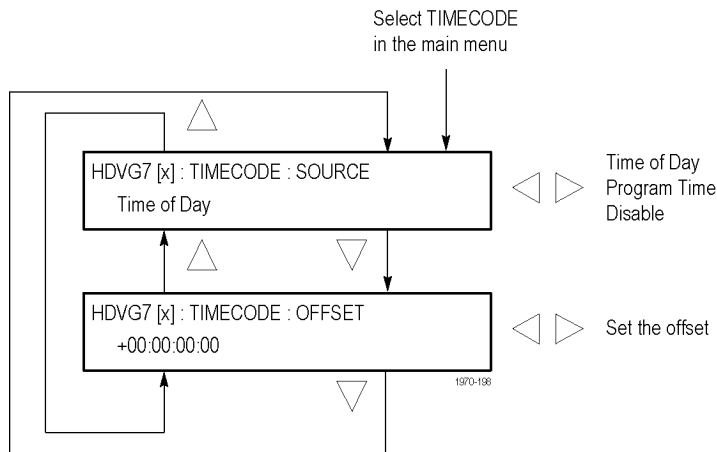 Select TIMECODE
in the main menu
HDVG7 [x] : TIMECODE : SOURCE
Time of Day
Time of Day
Program Time
Disable
HDVG7 [x] : TIMECODE : OFFSET
+00:00:00:00
Set the offset
1970-198